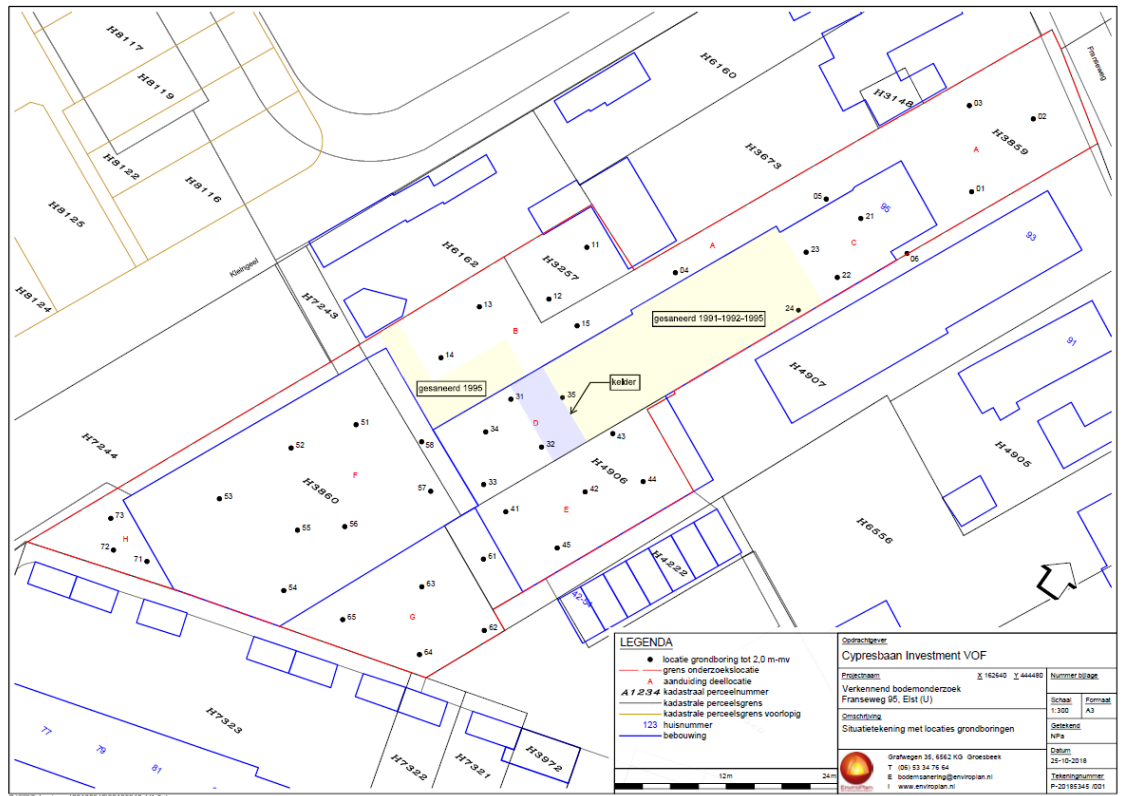 H8117
H8119
H8122
H8116
H8125
H8124
H6160
H3148
Franseweg
03
02
H3859
A
01
H3673
05
95
21
C
23
22
06
93
24
A
04
H6162
Kleingeel
H7243
11
H3257
12
13
15
B
14
gesaneerd 1991-1992-1995
gesaneerd 1995
kelder
31
35
D
34
32
43
33
H4906
44
42
41
E
45
H4907
91
H4905
H6556
H4222
H7244
51
52
58
F
H3860
53
57
55
56
54
73
H
72
71
61
63
65
G
62
64
H7323
77
79
81
H7322
H7321
H3972
LEGENDA
locatie grondboring tot 2,0 m-mv
grens onderzoekslocatie
A aanduiding deellocatie
A1234 kadastraal perceelnummer
kadastrale perceelsgrens
kadastrale perceelsgrens voorlopig
123 huisnummer
bebouwing
12m 24m
Opdrachtgever
Cypresbaan Investment VOF
Projectnaam X 162640 Y 444480
Verkennend bodemonderzoek
Franseweg 95, Elst (U)
Omschrijving
Situatietekening met locaties grondboringen
Nummer bijlage
Schaal Formaat
1:300 A3
Getekend
NPa
Datum
25-10-2018
Tekeningnummer
P-20185345 /001
Grafwegen 35, 6562 KG Groesbeek
T (06) 53 34 76 64
E bodemsanering@enviroplan.nl
I www.enviroplan.nl